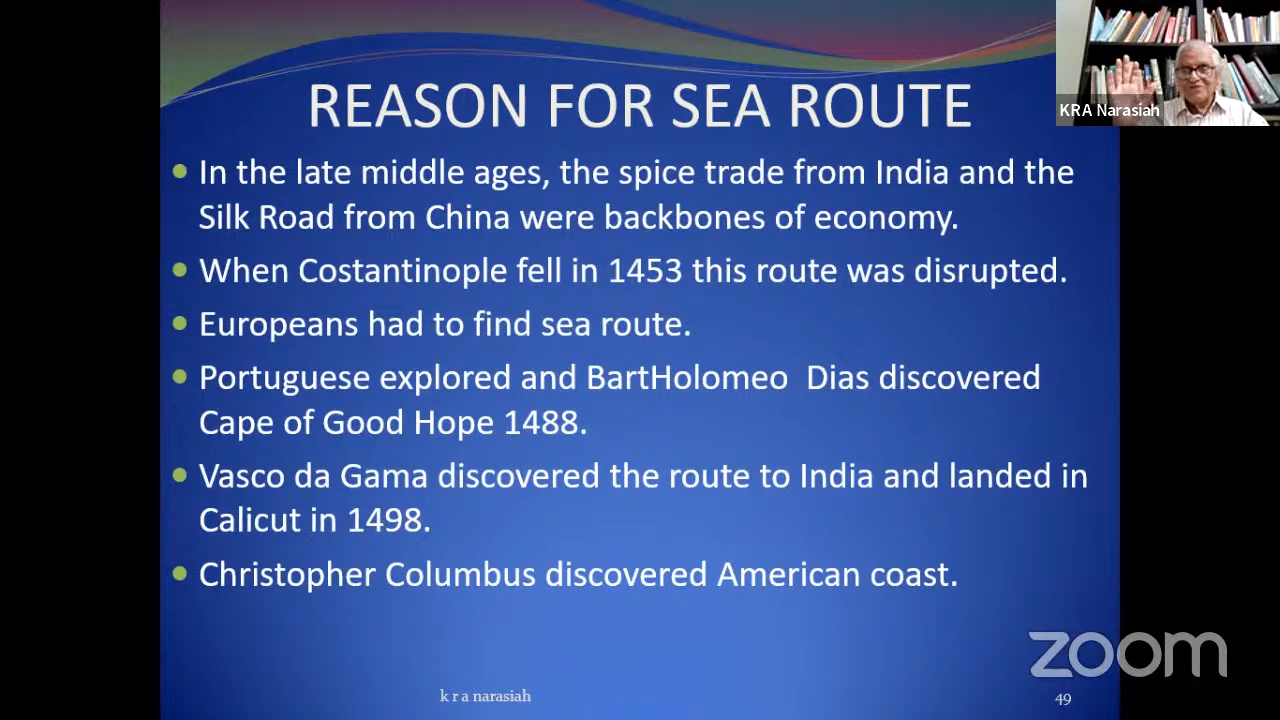 REASON FOR SEA ROUTE
KRA Narasiah
In the late middle ages, the spice trade from India and the
Silk Road from China were backbones of economy.
When Costantinople fell in 1453 this route was disrupted.
Europeans had to find sea route.
Portuguese explored and BartHolomeo Dias discovered
Cape of Good Hope 1488.
Vasco da Gama discovered the route to India and landed in
Calicut in 1498.
Christopher Columbus discovered American coast.
zoom
k r a narasiah
49